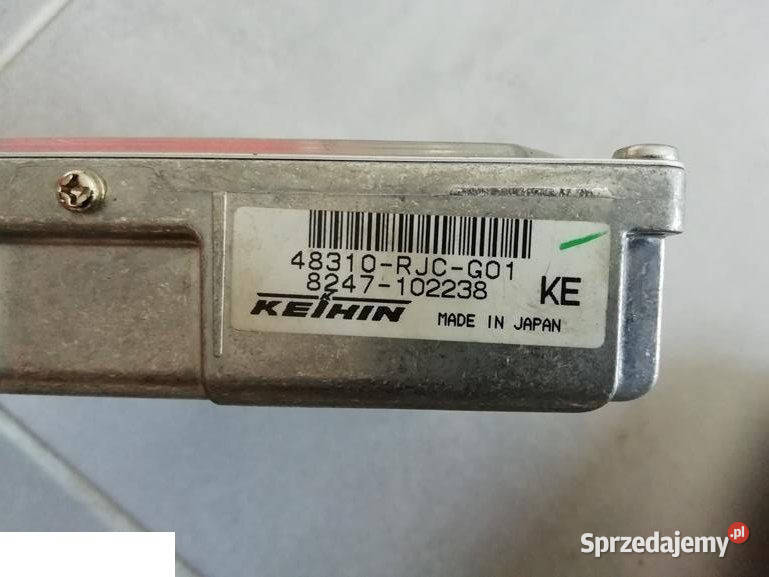 48310-RJC-G01
8247-102238
KE
KEIHIN
MADE IN JAPAN
Sprzedajemy.pl